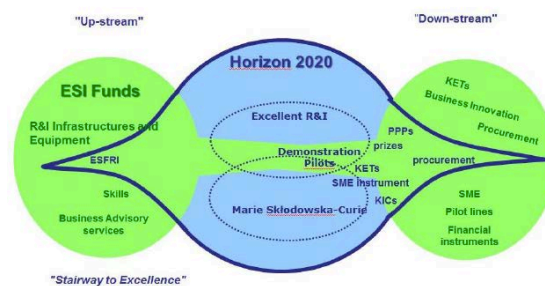 "Up-stream"
"Down-stream"
Horizon 2020
ESI Funds
R&I Infrastructures and
Equipment
ESFRI
Skills
Business Advisory
services
Excellent R&I
Demonstration
Pilots
Marie Skłodowska-Curie
PPPs
prizes
KETs
SME instrument
KICs
procurement
KETs
Business Innovation
Procurement
SME
Pilot lines
Financial
instruments
"Stairway to Excellence"